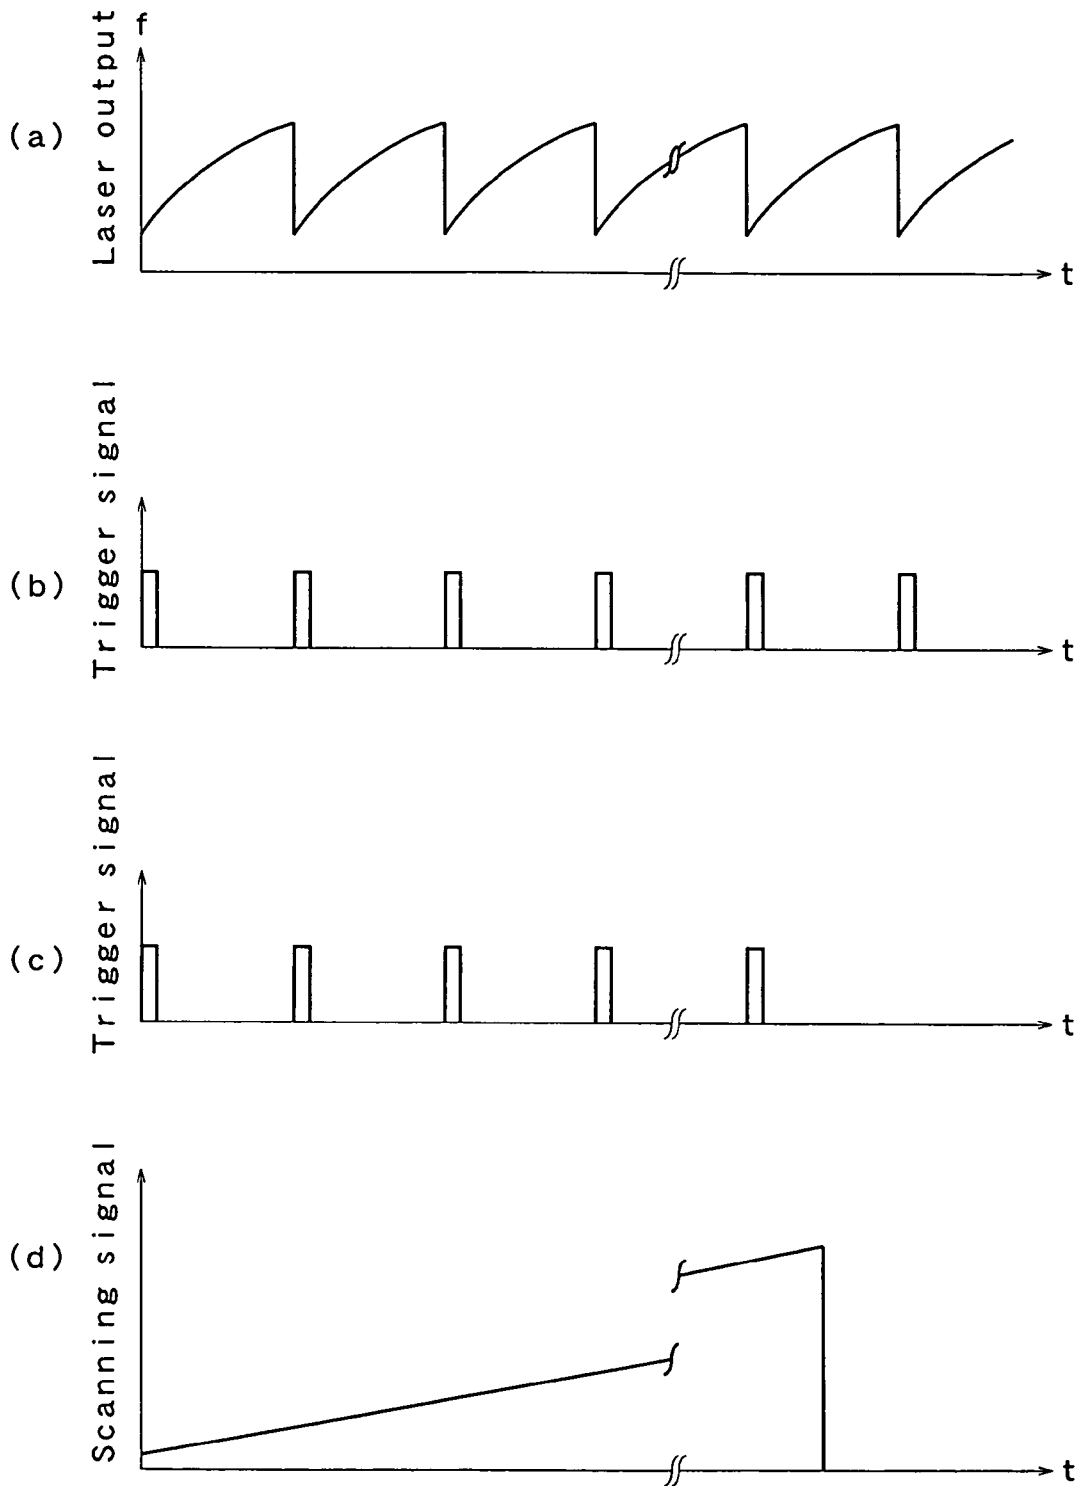 f
(a)
Laser output
t
(b)
Trigger signal
t
(c)
Trigger signal
t
(d)
Scanning signal
t